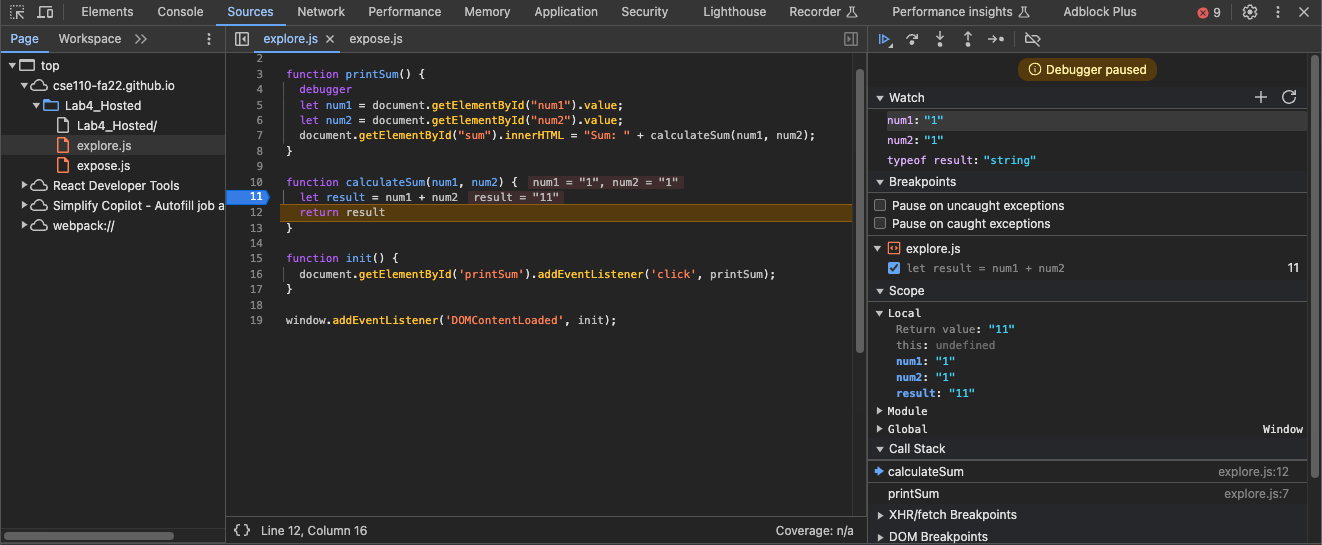 Elements Console Sources Network Performance Memory Application Security Lighthouse Recorder Performance insights Adblock Plus 9
Page Workspace
top
cse110-fa22.github.io
Lab4_Hosted
Lab4_Hosted/
explore.js
expose.js
React Developer Tools
Simplify Copilot - Autofill job a
webpack://
explore.js expose.js
2
3 function printSum() {
4 debugger
5 let num1 = document.getElementById("num1").value;
6 let num2 = document.getElementById("num2").value;
7 document.getElementById("sum").innerHTML = "Sum: " + calculateSum(num1, num2);
8 }
9
10 function calculateSum(num1, num2) { num1 = "1", num2 = "1"
11 let result = num1 + num2 result = "11"
12 return result
13 }
14
15 function init() {
16 document.getElementById('printSum').addEventListener('click', printSum);
17 }
18
19 window.addEventListener('DOMContentLoaded', init);
{} Line 12, Column 16 Coverage: n/a
Debugger paused
Watch
num1: "1"
num2: "1"
typeof result: "string"
Breakpoints
Pause on uncaught exceptions
Pause on caught exceptions
explore.js
let result = num1 + num2 11
Scope
Local
Return value: "11"
this: undefined
num1: "1"
num2: "1"
result: "11"
Module
Global Window
Call Stack
calculateSum explore.js:12
printSum explore.js:7
XHR/fetch Breakpoints
DOM Breakpoints